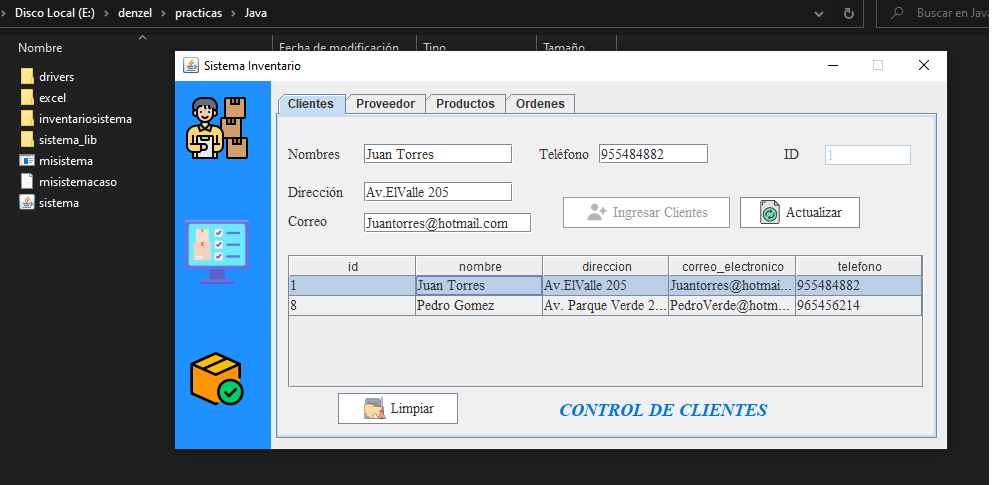 Disco Local (E:) > denzel > practicas > Java
Buscar en Java
Nombre
Fecha de modificación
Tipo
Tamaño
drivers
excel
inventariosistema
sistema_lib
misistema
misistemacaso
sistema
Sistema Inventario
Clientes Proveedor Productos Ordenes
Nombres Juan Torres Teléfono 955484882 ID 1
Dirección Av.ElValle 205
Correo Juantorres@hotmail.com
Ingresar Clientes Actualizar
id nombre direccion correo_electronico telefono
1 Juan Torres Av.ElValle 205 Juantorres@hotmai... 955484882
8 Pedro Gomez Av. Parque Verde 2... PedroVerde@hotm... 965456214
Limpiar CONTROL DE CLIENTES